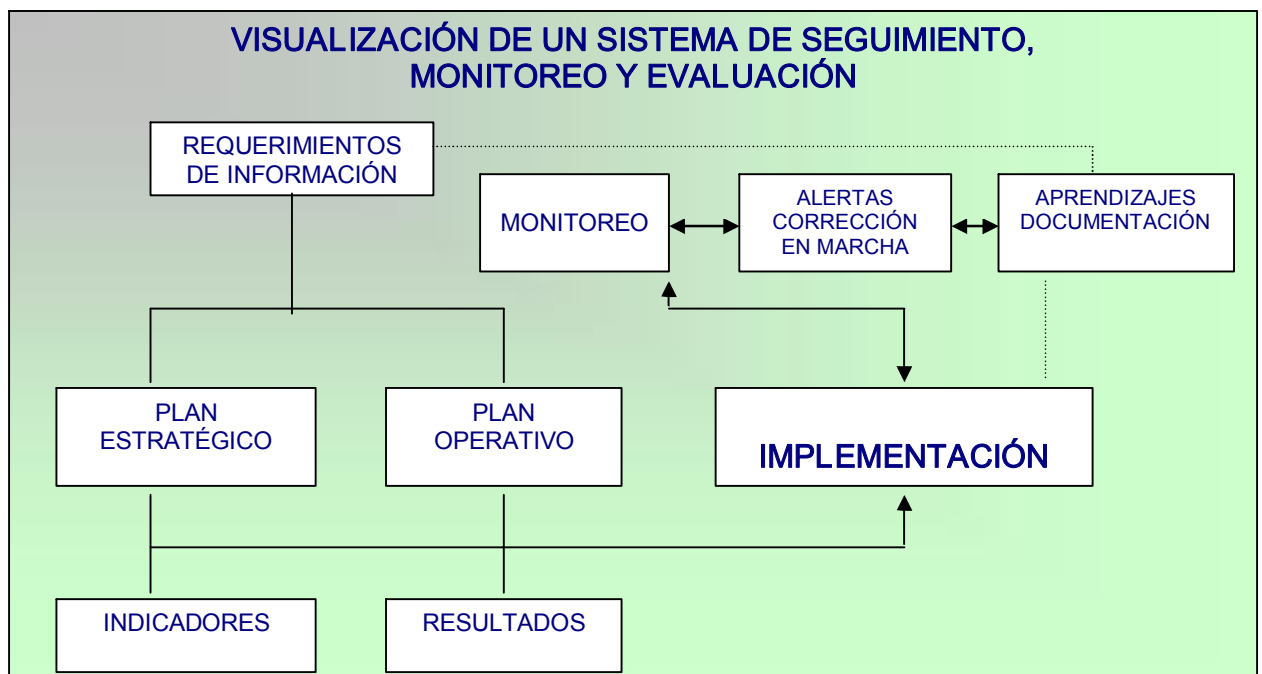 VISUALIZACIÓN DE UN SISTEMA DE SEGUIMIENTO,
MONITOREO Y EVALUACIÓN
REQUERIMIENTOS
DE INFORMACIÓN
MONITOREO
ALERTAS
CORRECCIÓN
EN MARCHA
APRENDIZAJES
DOCUMENTACIÓN
PLAN
ESTRATÉGICO
PLAN
OPERATIVO
IMPLEMENTACIÓN
INDICADORES
RESULTADOS